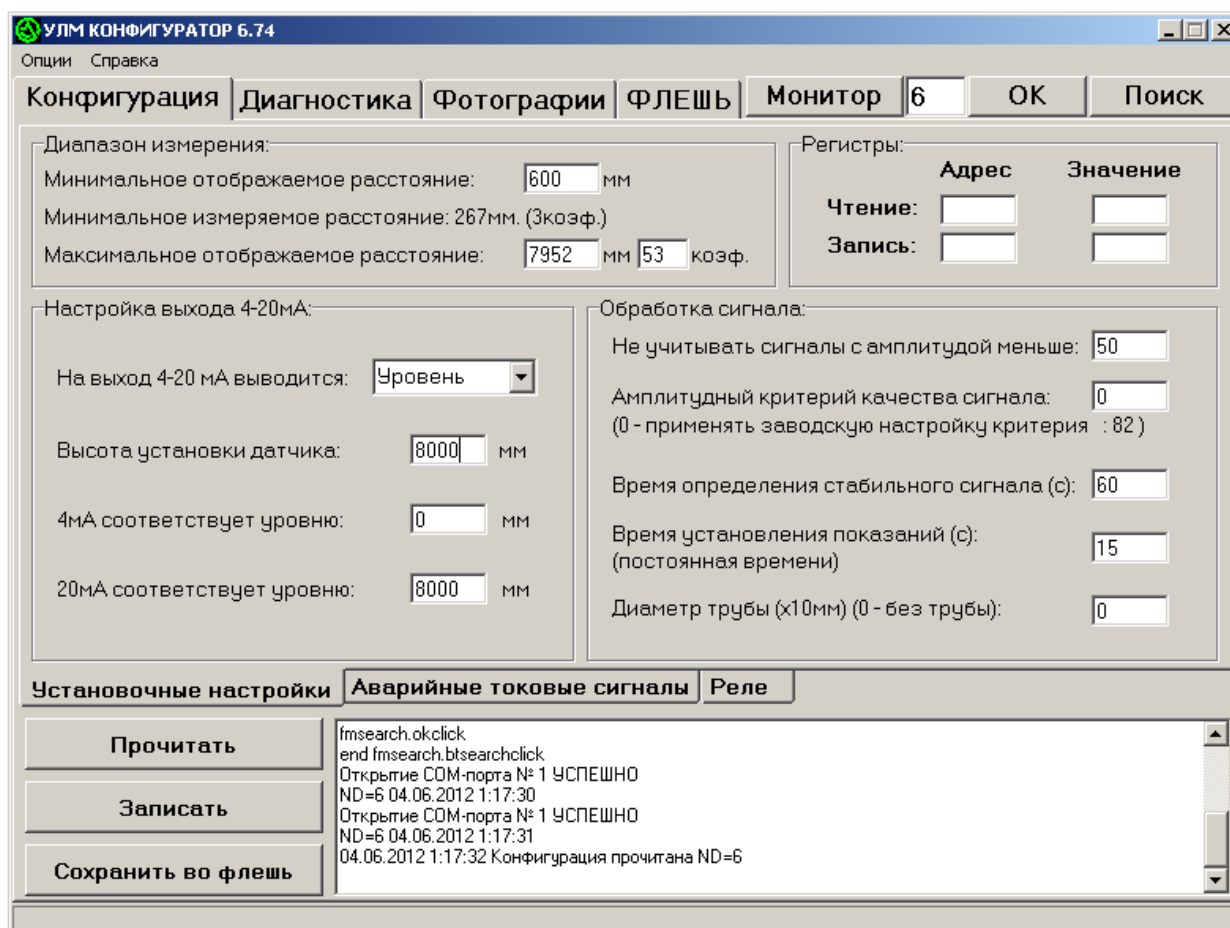 УЛМ КОНФИГУРАТОР 6.74
Опции Справка
Конфигурация Диагностика Фотографии ФЛЕШЬ Монитор 6 OK Поиск
Диапазон измерения:
Минимальное отображаемое расстояние: 600 мм
Минимальное измеряемое расстояние: 267мм. (3коэф.)
Максимальное отображаемое расстояние: 7952 мм 53 коэф.
Регистры:
Адрес Значение
Чтение:
Запись:
Настройка выхода 4-20мА:
На выход 4-20 мА выводится: Уровень
Высота установки датчика: 8000 мм
4мА соответствует уровню: 0 мм
20мА соответствует уровню: 8000 мм
Обработка сигнала:
Не учитывать сигналы с амплитудой меньше: 50
Амплитудный критерий качества сигнала: 0
(0 - применять заводскую настройку критерия : 82 )
Время определения стабильного сигнала (с): 60
Время установления показаний (с):
(постоянная времени) 15
Диаметр трубы (х10мм) (0 - без трубы): 0
Установочные настройки Аварийные токовые сигналы Реле
Прочитать
Записать
Сохранить во флешь
fmsearch.okclick
end fmsearch.btsearchclick
Открытие COM-порта № 1 УСПЕШНО
ND=6 04.06.2012 1:17:30
Открытие COM-порта № 1 УСПЕШНО
ND=6 04.06.2012 1:17:31
04.06.2012 1:17:32 Конфигурация прочитана ND=6